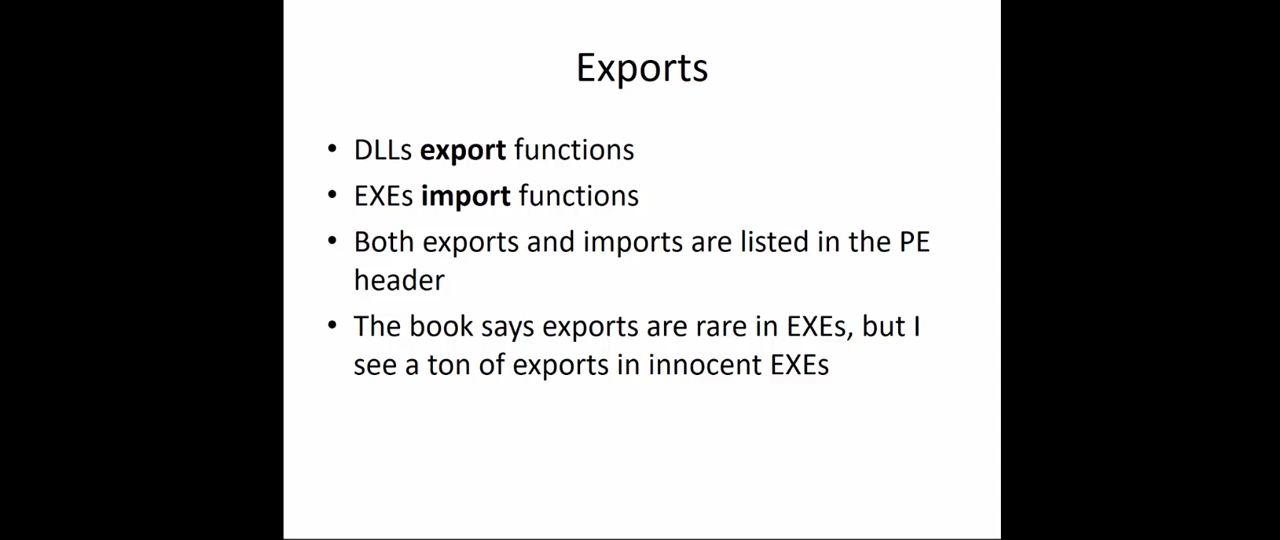 Exports
• DLLs export functions
• EXEs import functions
• Both exports and imports are listed in the PE
header
• The book says exports are rare in EXEs, but I
see a ton of exports in innocent EXEs